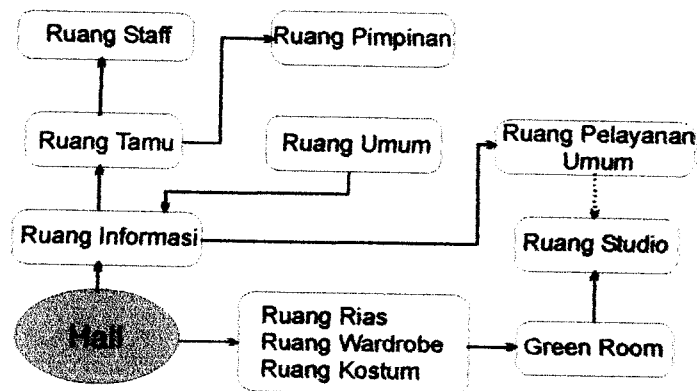 Ruang Staff
Ruang Pimpinan
Ruang Tamu
Ruang Umum
Ruang Pelayanan
Umum
Ruang Informasi
Ruang Studio
Hall
Ruang Rias
Ruang Wardrobe
Ruang Kostum
Green Room